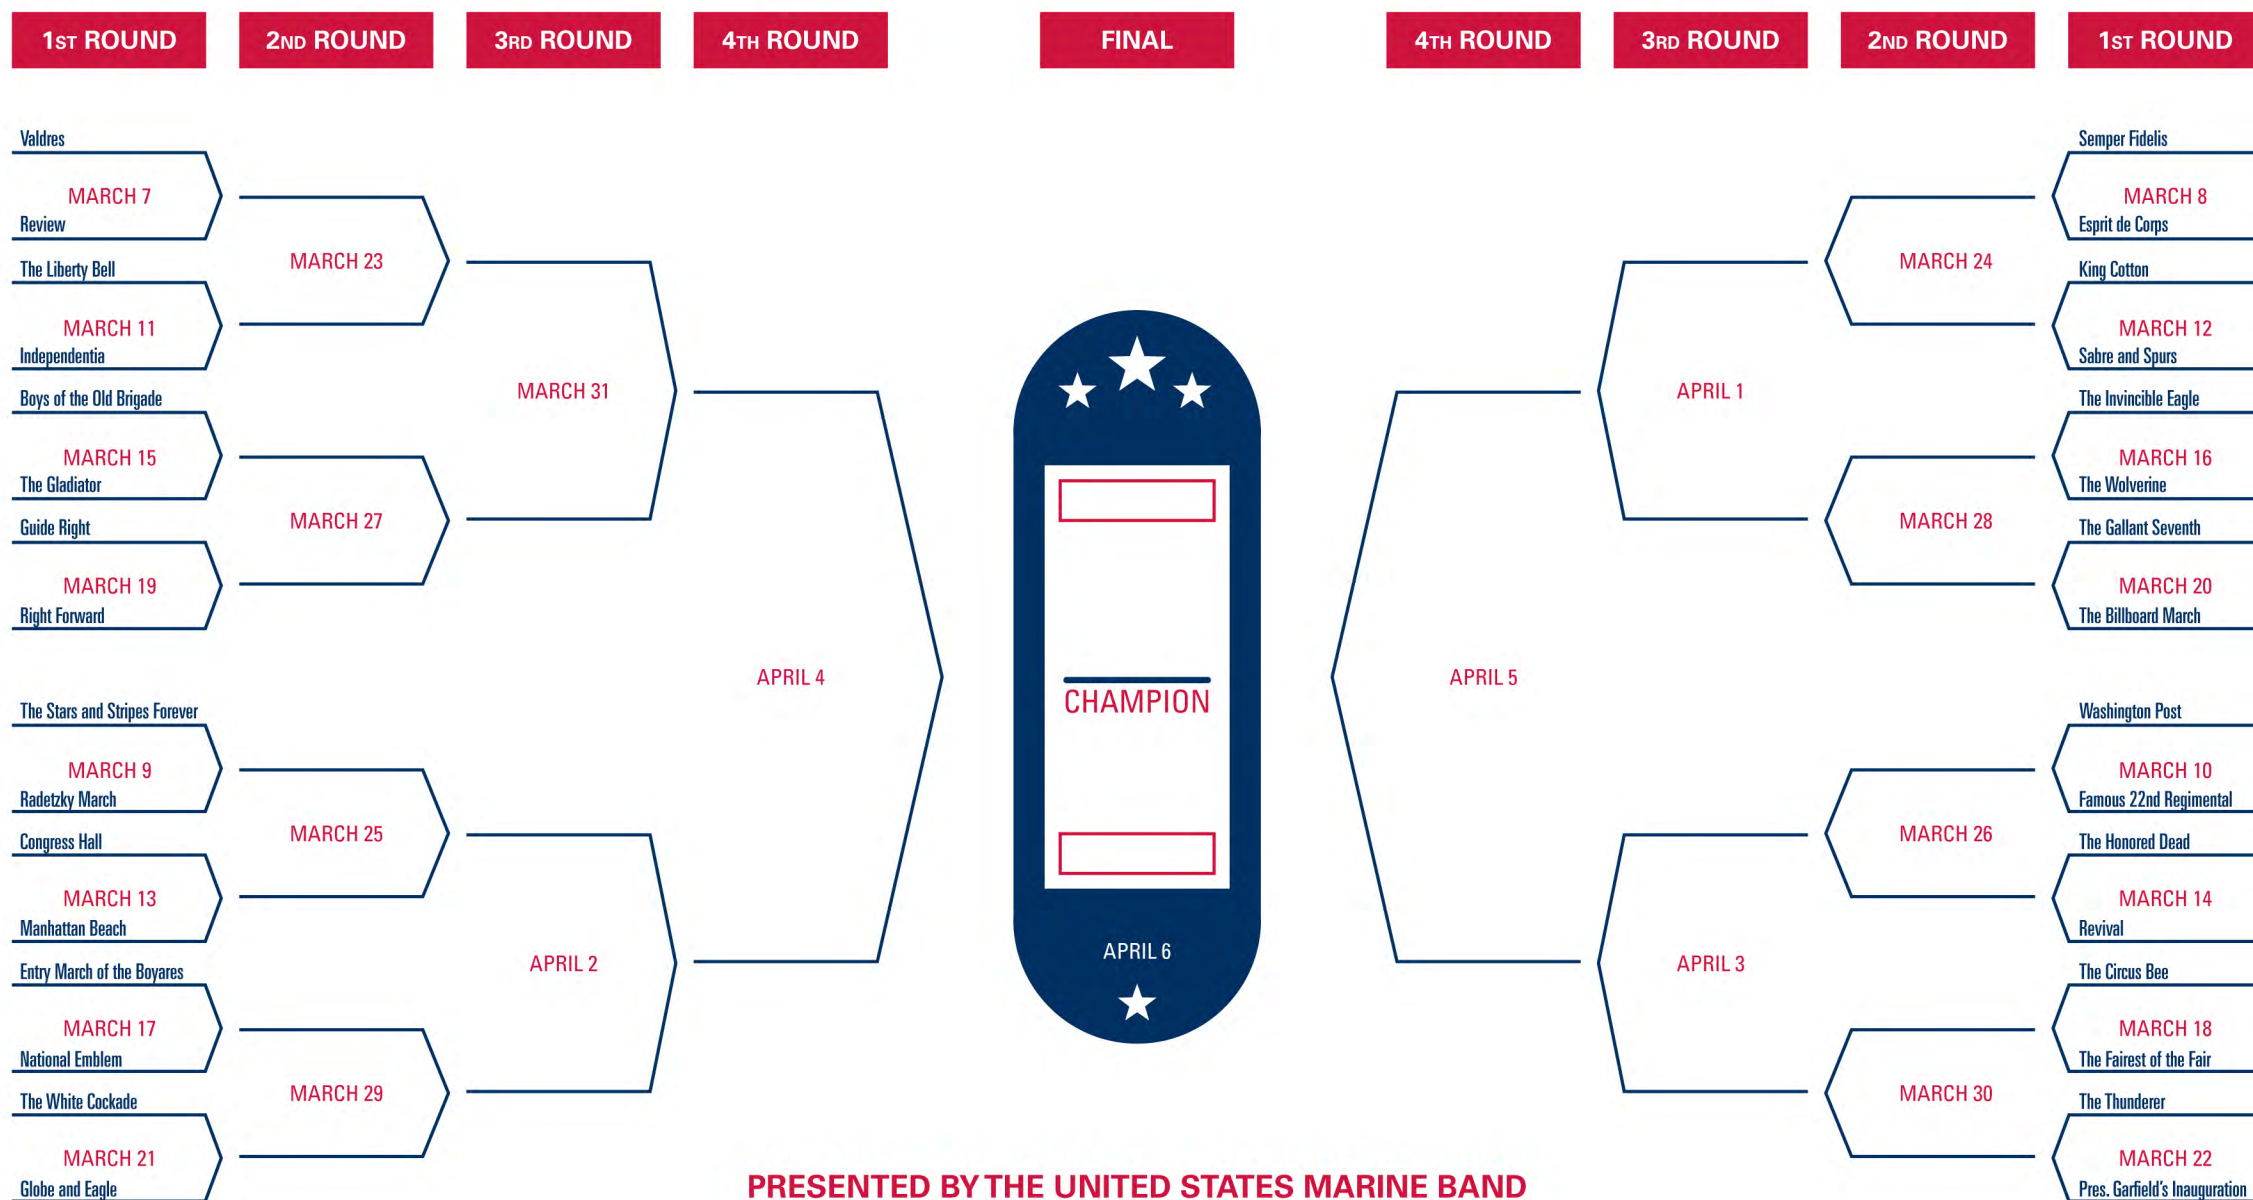 1ST ROUND
2ND ROUND
3RD ROUND
4TH ROUND
FINAL
4TH ROUND
3RD ROUND
2ND ROUND
1ST ROUND
Valdres
MARCH 7
Review
The Liberty Bell
MARCH 11
Independentia
Boys of the Old Brigade
MARCH 15
The Gladiator
Guide Right
MARCH 19
Right Forward
The Stars and Stripes Forever
MARCH 9
Radetzky March
Congress Hall
MARCH 13
Manhattan Beach
Entry March of the Boyares
MARCH 17
National Emblem
The White Cockade
MARCH 21
Globe and Eagle
MARCH 23
MARCH 27
MARCH 25
MARCH 29
MARCH 31
APRIL 2
APRIL 4
CHAMPION
APRIL 6
APRIL 5
APRIL 1
APRIL 3
MARCH 24
MARCH 28
MARCH 26
MARCH 30
Semper Fidelis
MARCH 8
Esprit de Corps
King Cotton
MARCH 12
Sabre and Spurs
The Invincible Eagle
MARCH 16
The Wolverine
The Gallant Seventh
MARCH 20
The Billboard March
Washington Post
MARCH 10
Famous 22nd Regimental
The Honored Dead
MARCH 14
Revival
The Circus Bee
MARCH 18
The Fairest of the Fair
The Thunderer
MARCH 22
Pres. Garfield's Inauguration
PRESENTED BY THE UNITED STATES MARINE BAND